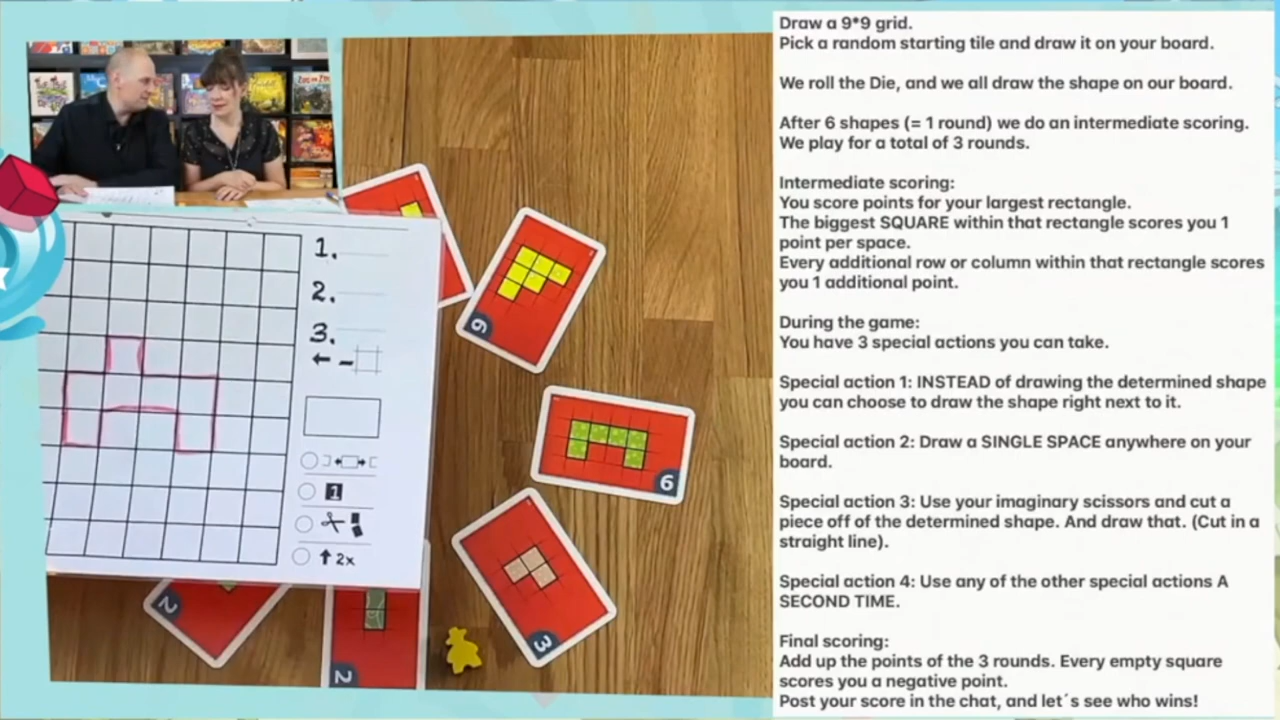 Draw a 9*9 grid.
Pick a random starting tile and draw it on your board.
We roll the Die, and we all draw the shape on our board.
After 6 shapes (= 1 round) we do an intermediate scoring.
We play for a total of 3 rounds.
Intermediate scoring:
You score points for your largest rectangle.
The biggest SQUARE within that rectangle scores you 1
point per space.
Every additional row or column within that rectangle scores
you 1 additional point.
During the game:
You have 3 special actions you can take.
Special action 1: INSTEAD of drawing the determined shape
you can choose to draw the shape right next to it.
Special action 2: Draw a SINGLE SPACE anywhere on your
board.
Special action 3: Use your imaginary scissors and cut a
piece off of the determined shape. And draw that. (Cut in a
straight line).
Special action 4: Use any of the other special actions A
SECOND TIME.
Final scoring:
Add up the points of the 3 rounds. Every empty square
scores you a negative point.
Post your score in the chat, and let´s see who wins!
1.
2.
3.
1
2x
6
6
3
2
2